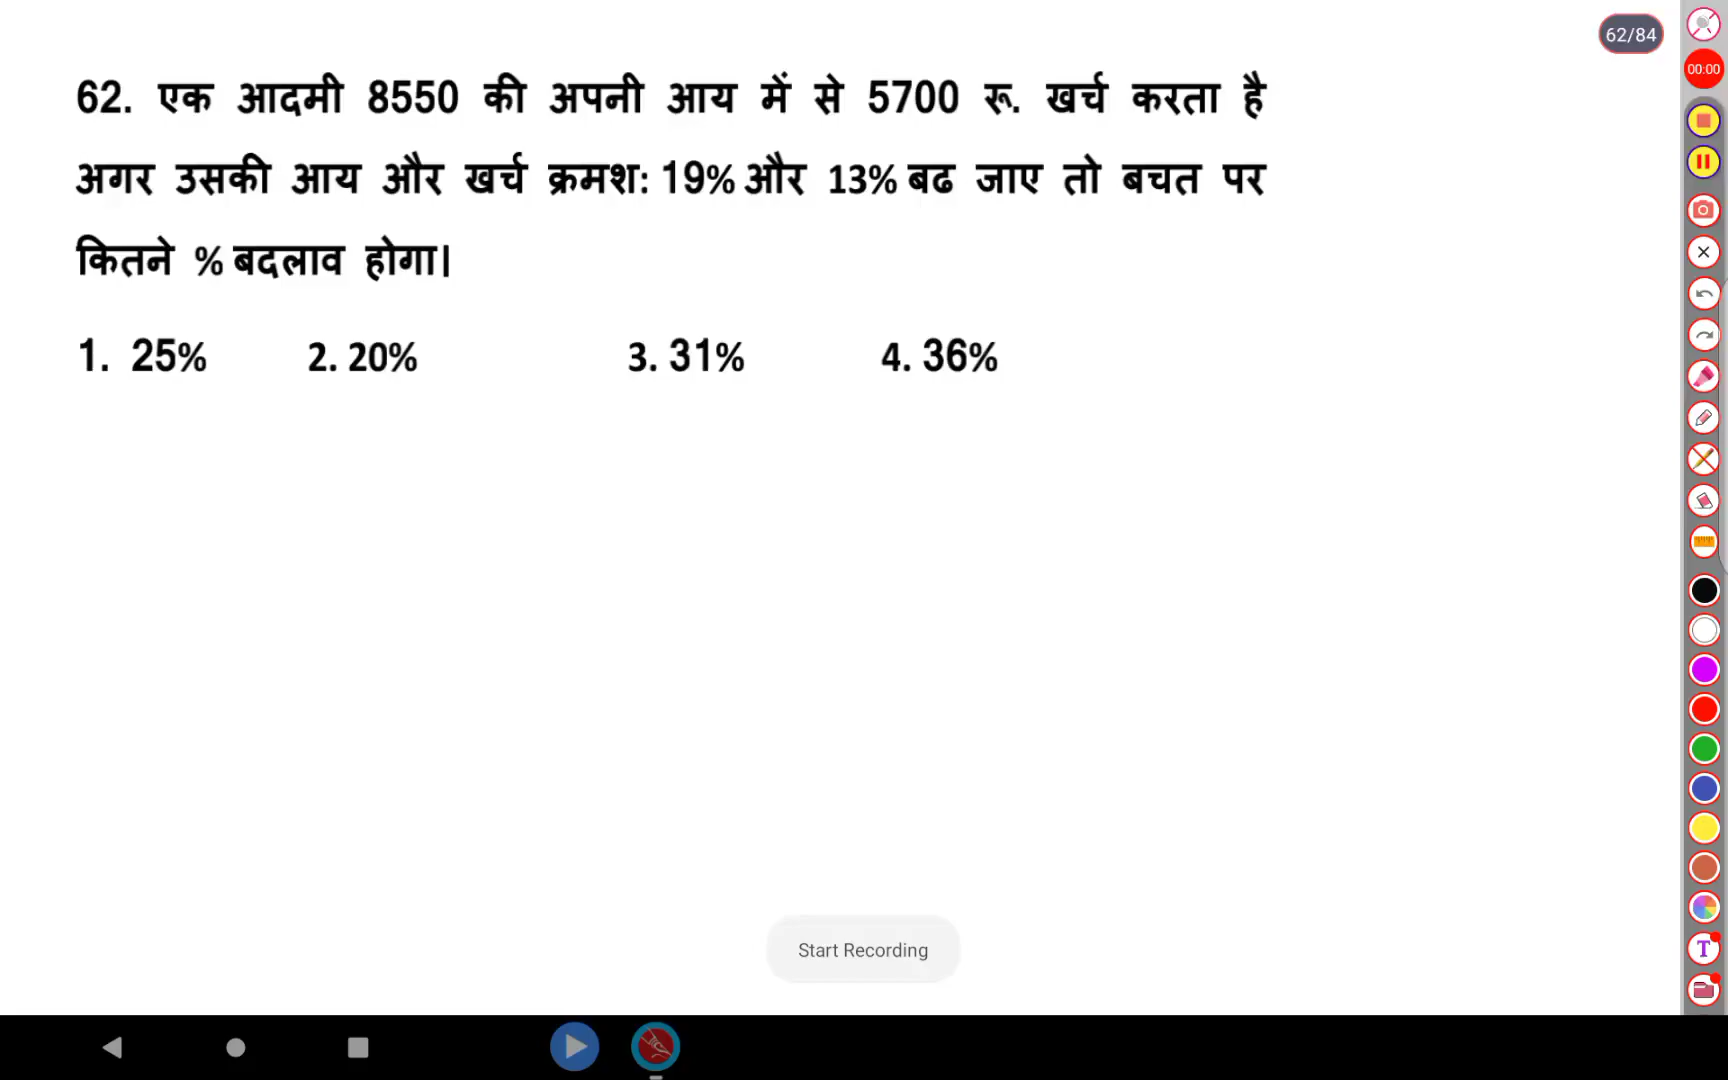 62/84
00:00
62. एक आदमी 8550 की अपनी आय में से 5700 रू. खर्च करता है
अगर उसकी आय और खर्च क्रमश: 19% और 13% बढ जाए तो बचत पर
कितने % बदलाव होगा।
1. 25% 2. 20% 3. 31% 4. 36%
Start Recording
T